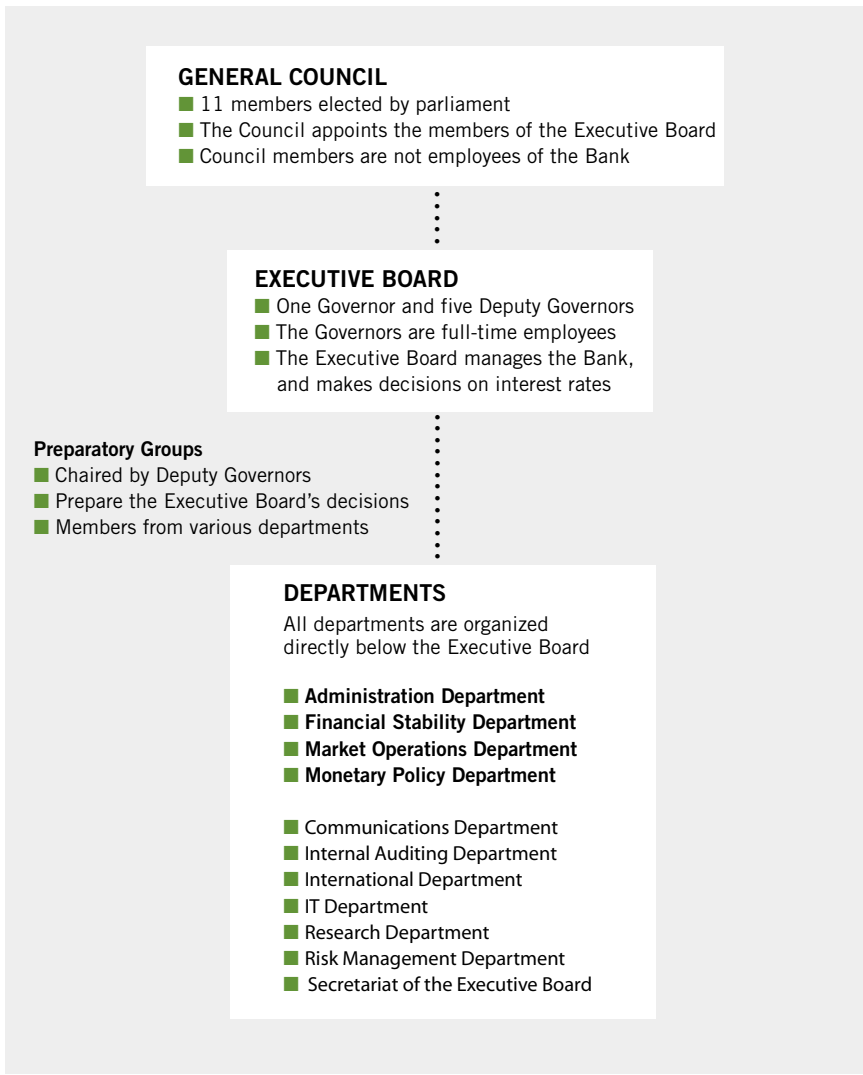 GENERAL COUNCIL
■ 11 members elected by parliament
■ The Council appoints the members of the Executive Board
■ Council members are not employees of the Bank
EXECUTIVE BOARD
■ One Governor and five Deputy Governors
■ The Governors are full-time employees
■ The Executive Board manages the Bank,
and makes decisions on interest rates
Preparatory Groups
■ Chaired by Deputy Governors
■ Prepare the Executive Board’s decisions
■ Members from various departments
DEPARTMENTS
All departments are organized
directly below the Executive Board
■ Administration Department
■ Financial Stability Department
■ Market Operations Department
■ Monetary Policy Department
■ Communications Department
■ Internal Auditing Department
■ International Department
■ IT Department
■ Research Department
■ Risk Management Department
■ Secretariat of the Executive Board